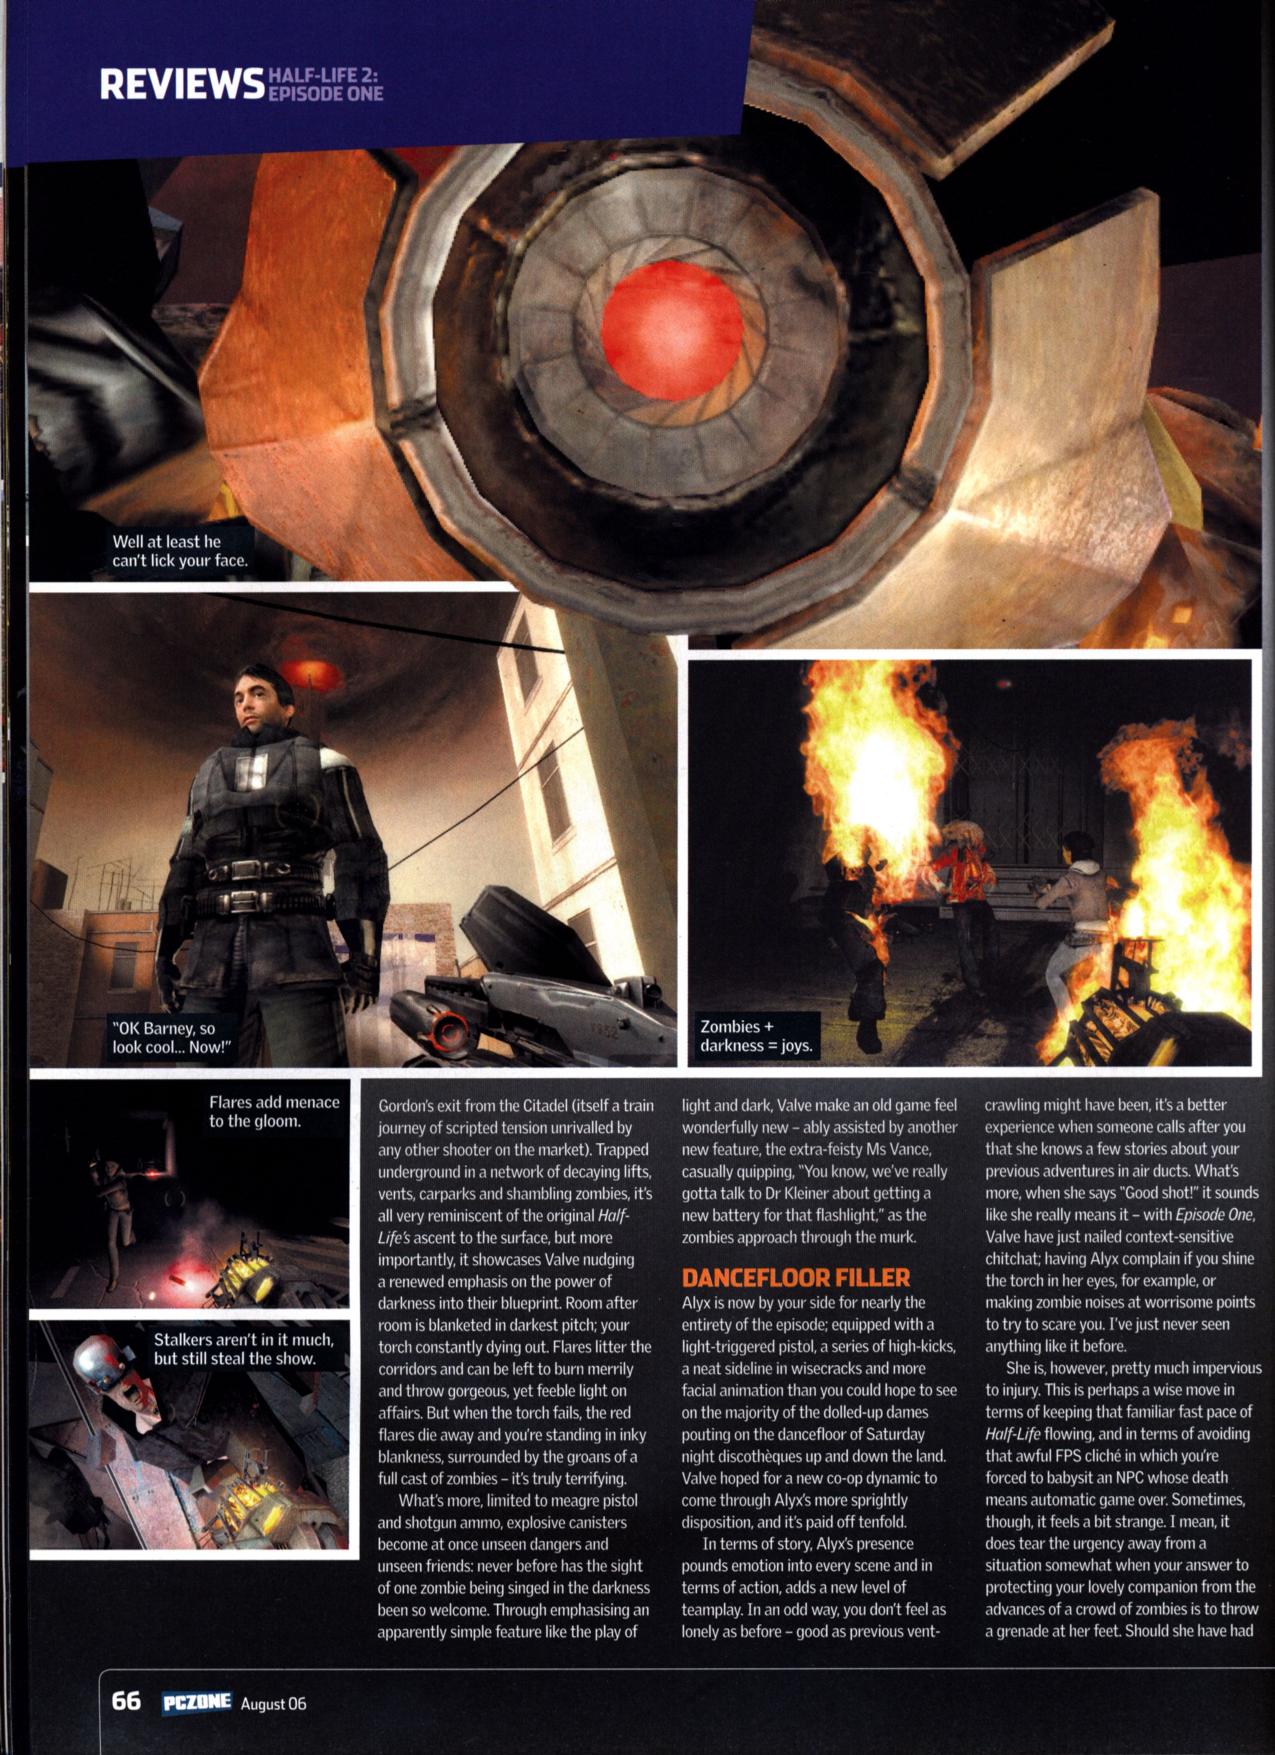 REVIEWS HALF-LIFE 2:
EPISODE ONE
Well at least he
can't lick your face.
"OK Barney, so
look cool... Now!"
Zombies +
darkness = joys.
Flares add menace
to the gloom.
Stalkers aren't in it much,
but still steal the show.
Gordon's exit from the Citadel (itself a train
journey of scripted tension unrivalled by
any other shooter on the market). Trapped
underground in a network of decaying lifts,
vents, carparks and shambling zombies, it's
all very reminiscent of the original Half-
Life's ascent to the surface, but more
importantly, it showcases Valve nudging
a renewed emphasis on the power of
darkness into their blueprint. Room after
room is blanketed in darkest pitch; your
torch constantly dying out. Flares litter the
corridors and can be left to burn merrily
and throw gorgeous, yet feeble light on
affairs. But when the torch fails, the red
flares die away and you're standing in inky
blankness, surrounded by the groans of a
full cast of zombies – it's truly terrifying.
What's more, limited to meagre pistol
and shotgun ammo, explosive canisters
become at once unseen dangers and
unseen friends: never before has the sight
of one zombie being singed in the darkness
been so welcome. Through emphasising an
apparently simple feature like the play of
light and dark, Valve make an old game feel
wonderfully new – ably assisted by another
new feature, the extra-feisty Ms Vance,
casually quipping, "You know, we've really
gotta talk to Dr Kleiner about getting a
new battery for that flashlight," as the
zombies approach through the murk.
DANCEFLOOR FILLER
Alyx is now by your side for nearly the
entirety of the episode; equipped with a
light-triggered pistol, a series of high-kicks,
a neat sideline in wisecracks and more
facial animation than you could hope to see
on the majority of the dolled-up dames
pouting on the dancefloor of Saturday
night discothèques up and down the land.
Valve hoped for a new co-op dynamic to
come through Alyx's more sprightly
disposition, and it's paid off tenfold.
In terms of story, Alyx's presence
pounds emotion into every scene and in
terms of action, adds a new level of
teamplay. In an odd way, you don't feel as
lonely as before – good as previous vent-
crawling might have been, it's a better
experience when someone calls after you
that she knows a few stories about your
previous adventures in air ducts. What's
more, when she says "Good shot!" it sounds
like she really means it – with Episode One,
Valve have just nailed context-sensitive
chitchat; having Alyx complain if you shine
the torch in her eyes, for example, or
making zombie noises at worrisome points
to try to scare you. I've just never seen
anything like it before.
She is, however, pretty much impervious
to injury. This is perhaps a wise move in
terms of keeping that familiar fast pace of
Half-Life flowing, and in terms of avoiding
that awful FPS cliché in which you're
forced to babysit an NPC whose death
means automatic game over. Sometimes,
though, it feels a bit strange. I mean, it
does tear the urgency away from a
situation somewhat when your answer to
protecting your lovely companion from the
advances of a crowd of zombies is to throw
a grenade at her feet. Should she have had
66 PCZONE August 06